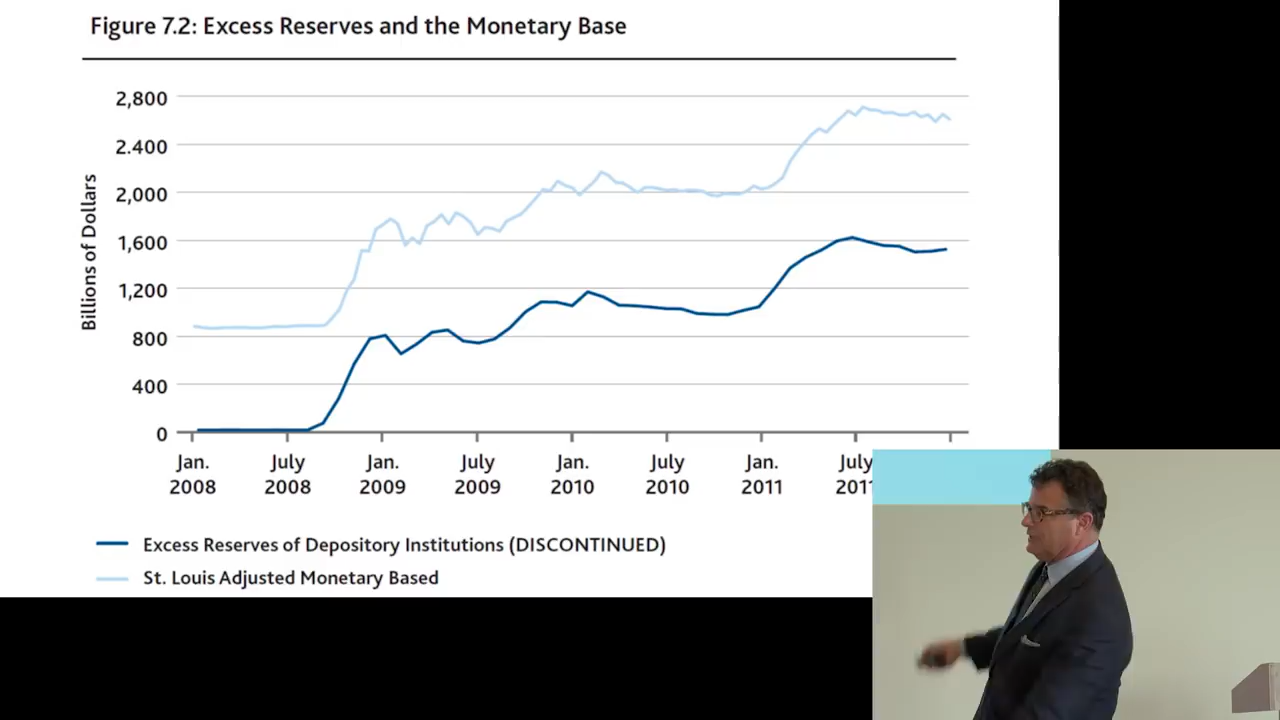 Figure 7.2: Excess Reserves and the Monetary Base
Billions of Dollars
2,800
2.400
2,000
1,600
1,200
800
400
0
Jan. July Jan. July Jan. July Jan. July
2008 2008 2009 2009 2010 2010 2011
Excess Reserves of Depository Institutions (DISCONTINUED)
St. Louis Adjusted Monetary Based